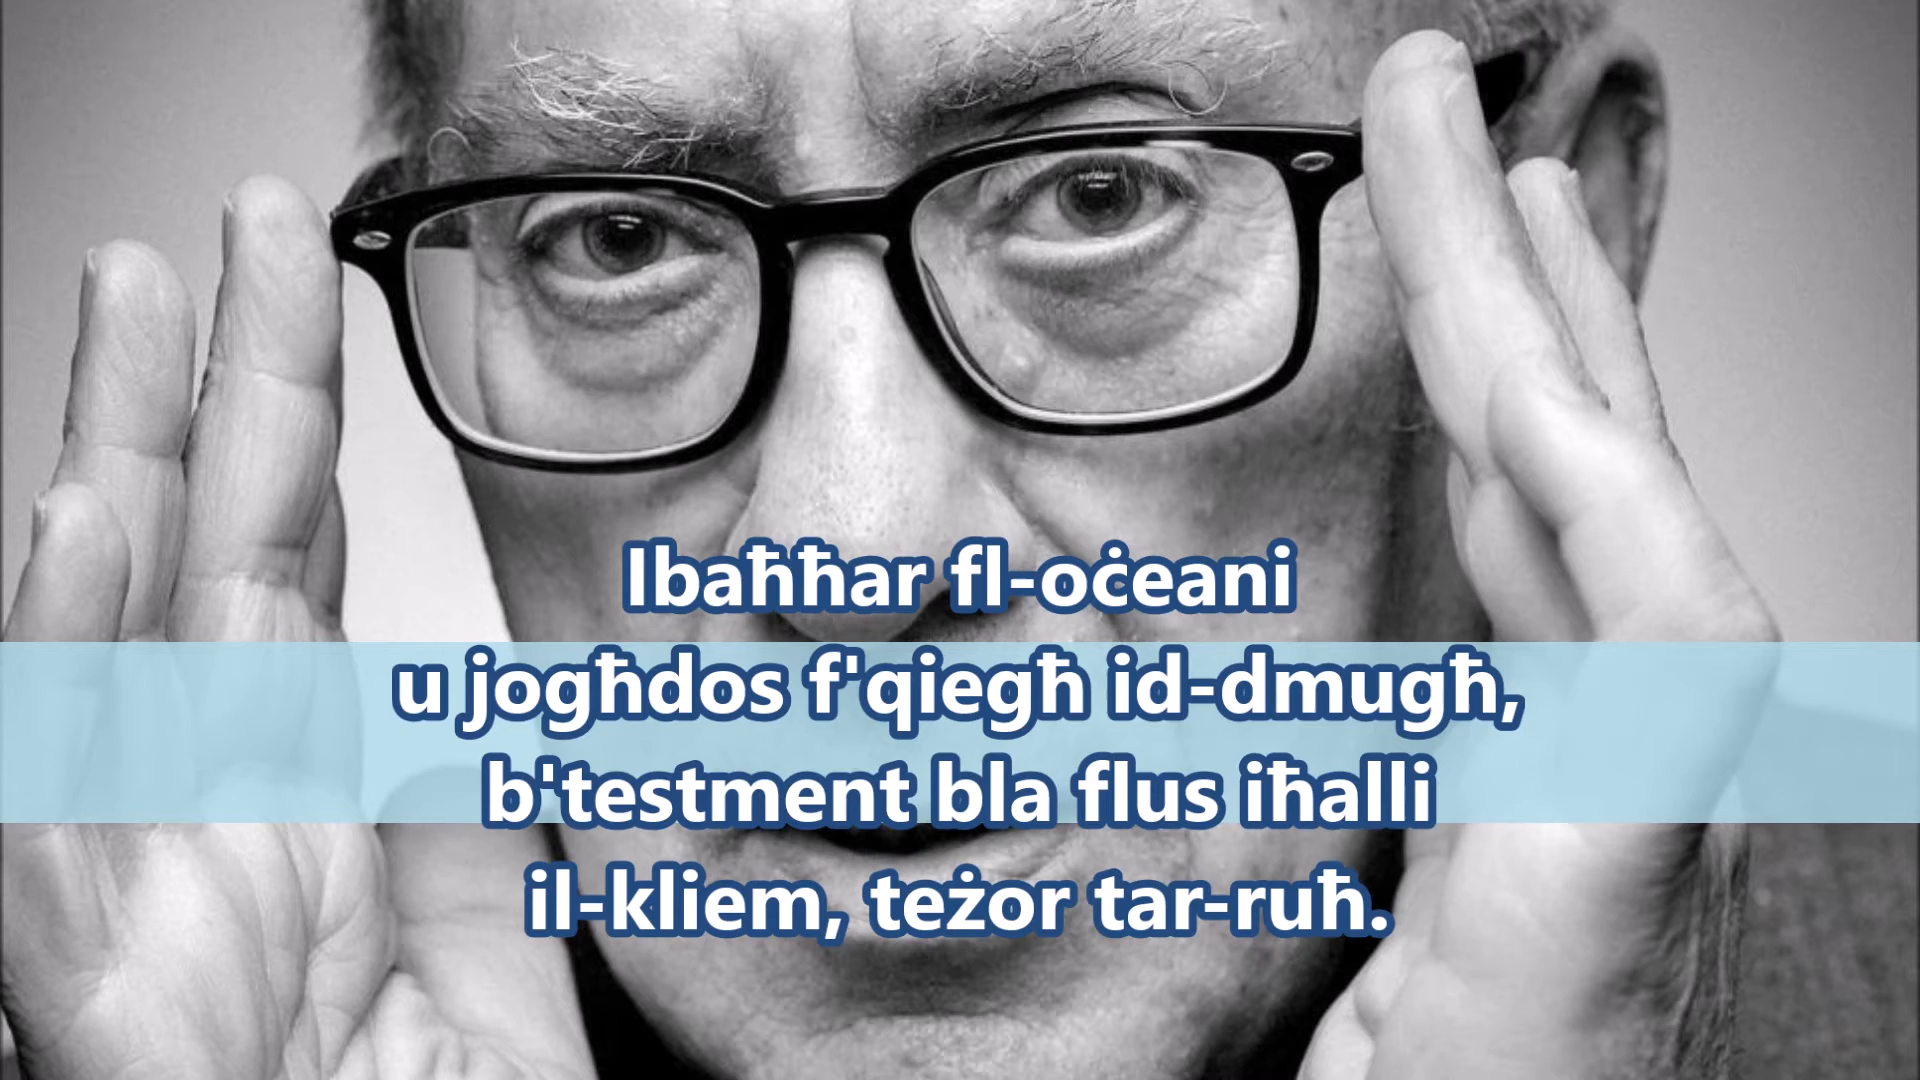 Ibaħħar fl-oċeani
u jogħdos f'qiegħ id-dmugħ,
b'testment bla flus iħalli
il-kliem, teżor tar-ruħ.